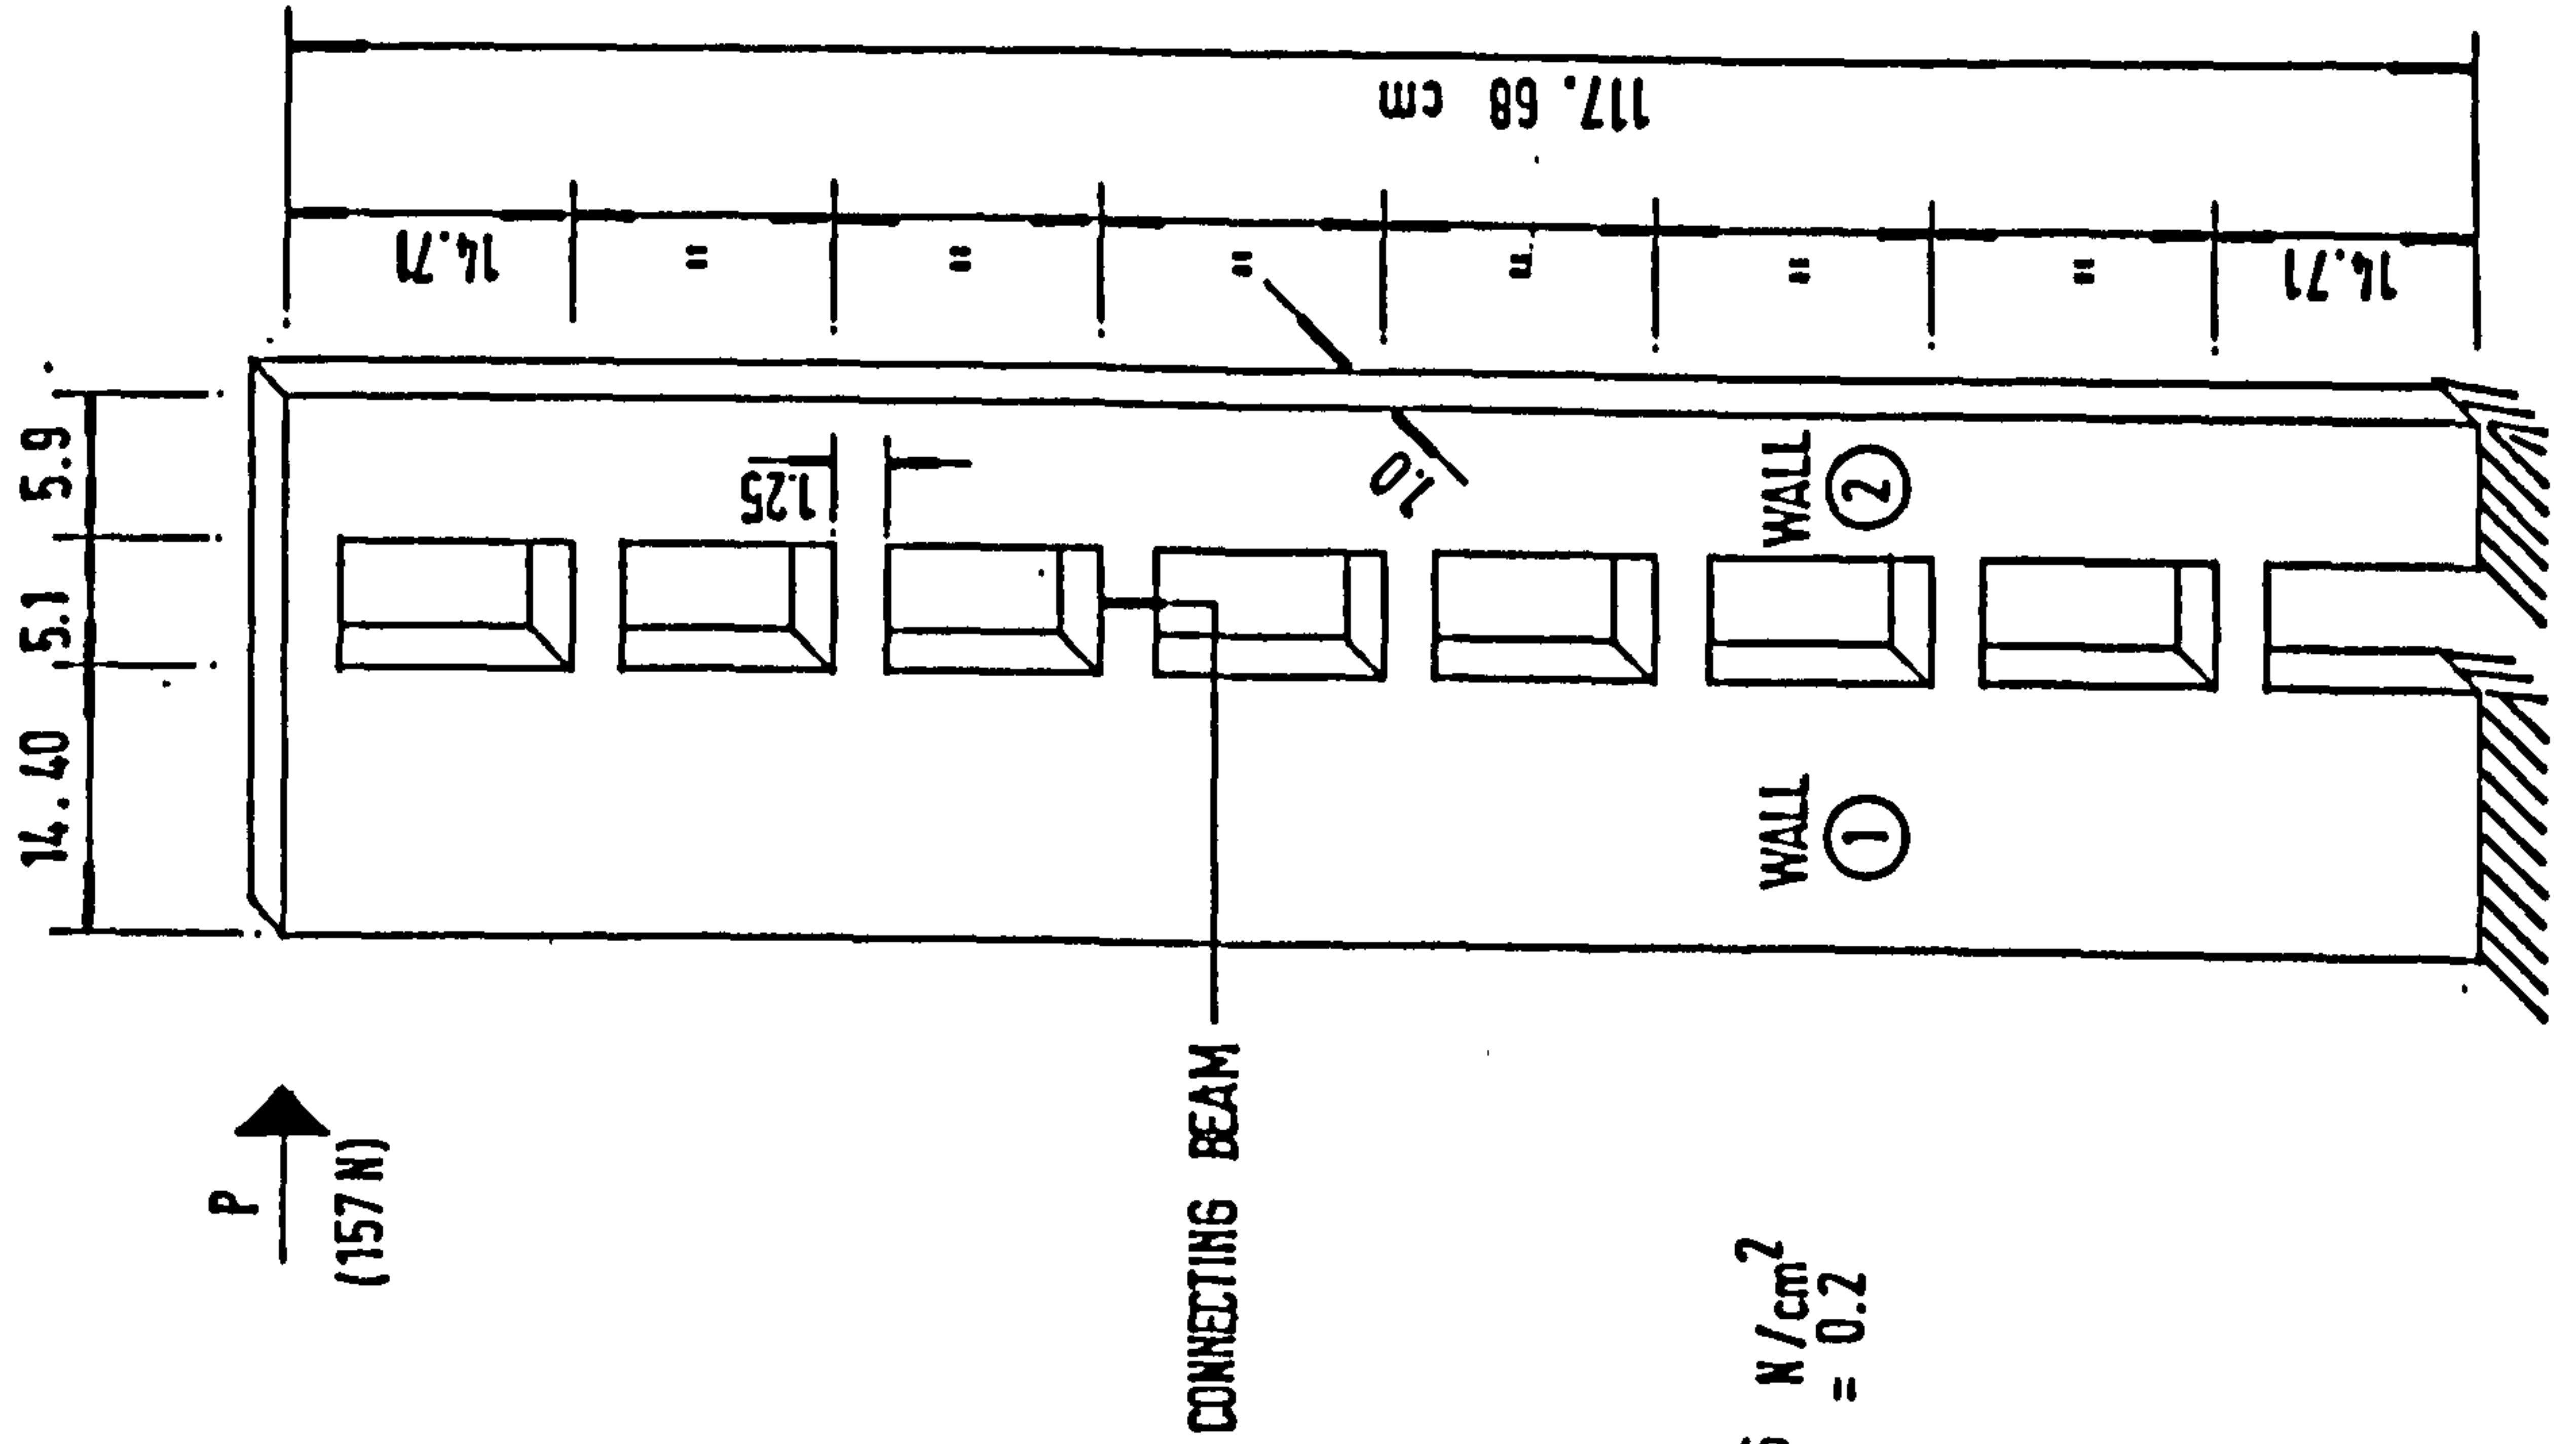 117.68 cm
14.71
"
"
"
"
"
"
14.71
5.9
5.1
14.40
1.25
1.0
WALL
2
WALL
1
P
(157N)
CONNECTING BEAM
N/cm²
= 0.2